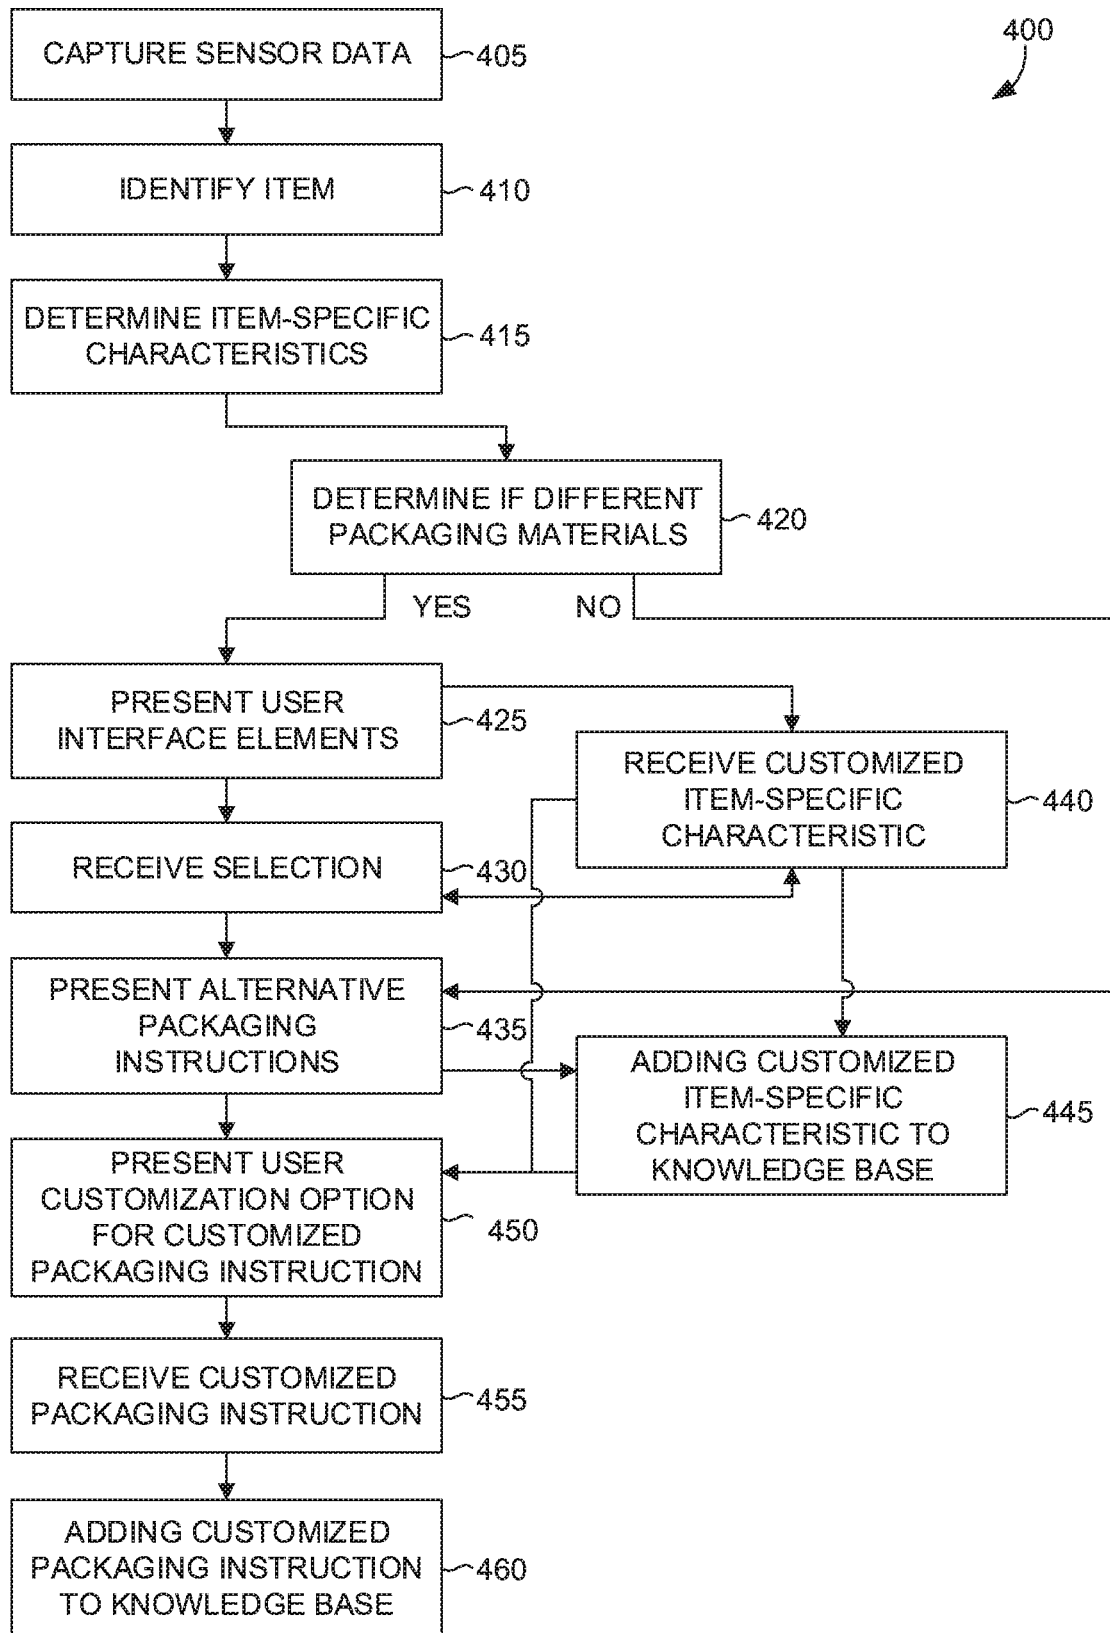 CAPTURE SENSOR DATA
405
400
IDENTIFY ITEM
410
DETERMINE ITEM-SPECIFIC
CHARACTERISTICS
415
DETERMINE IF DIFFERENT
PACKAGING MATERIALS
420
YES
NO
PRESENT USER
INTERFACE ELEMENTS
425
RECEIVE CUSTOMIZED
ITEM-SPECIFIC
CHARACTERISTIC
440
RECEIVE SELECTION
430
PRESENT ALTERNATIVE
PACKAGING
INSTRUCTIONS
435
ADDING CUSTOMIZED
ITEM-SPECIFIC
CHARACTERISTIC TO
KNOWLEDGE BASE
445
PRESENT USER
CUSTOMIZATION OPTION
FOR CUSTOMIZED
PACKAGING INSTRUCTION
450
RECEIVE CUSTOMIZED
PACKAGING INSTRUCTION
455
ADDING CUSTOMIZED
PACKAGING INSTRUCTION
TO KNOWLEDGE BASE
460